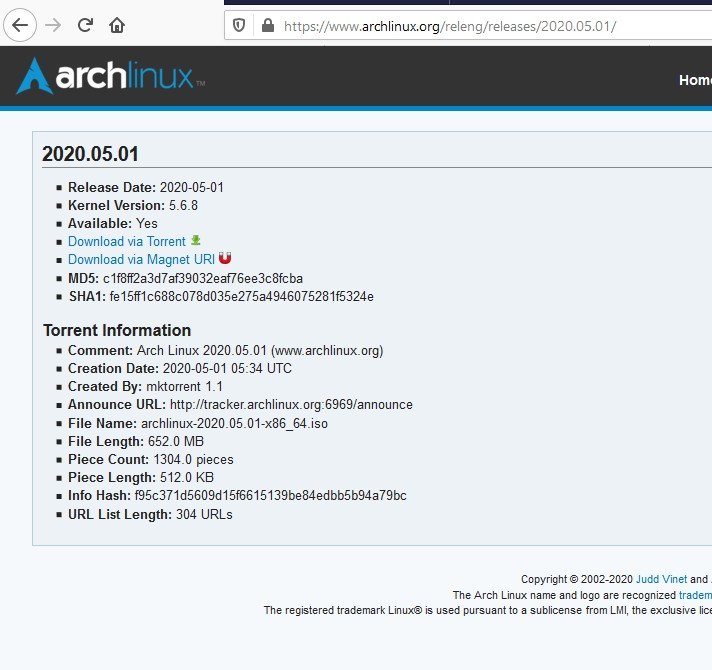 https://www.archlinux.org/releng/releases/2020.05.01/
archlinux™
Home
2020.05.01
Release Date: 2020-05-01
Kernel Version: 5.6.8
Available: Yes
Download via Torrent
Download via Magnet URI
MD5: c1f8ff2a3d7af39032eaf76ee3c8fcba
SHA1: fe15ff1c688c078d035e275a4946075281f5324e
Torrent Information
Comment: Arch Linux 2020.05.01 (www.archlinux.org)
Creation Date: 2020-05-01 05:34 UTC
Created By: mktorrent 1.1
Announce URL: http://tracker.archlinux.org:6969/announce
File Name: archlinux-2020.05.01-x86_64.iso
File Length: 652.0 MB
Piece Count: 1304.0 pieces
Piece Length: 512.0 KB
Info Hash: f95c371d5609d15f6615139be84edbb5b94a79bc
URL List Length: 304 URLs
Copyright © 2002-2020 Judd Vinet and
The Arch Linux name and logo are recognized tradem
The registered trademark Linux® is used pursuant to a sublicense from LMI, the exclusive lice